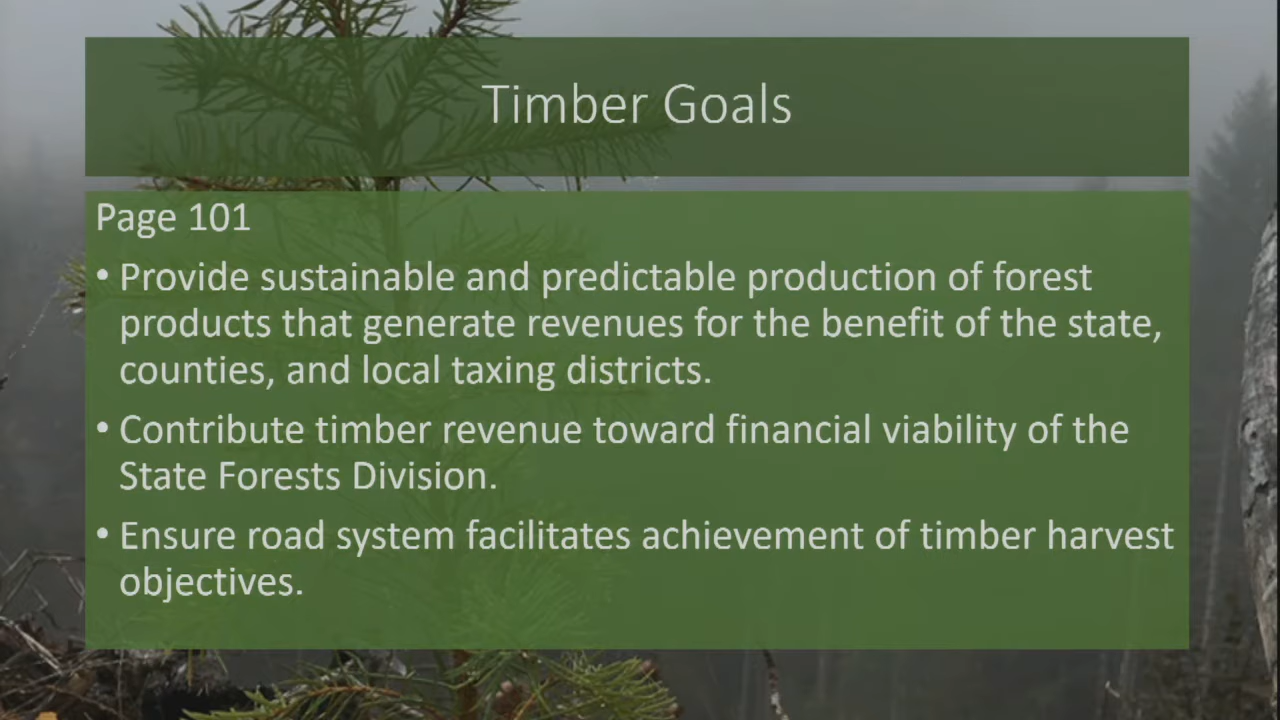 Timber Goals
Page 101
• Provide sustainable and predictable production of forest
products that generate revenues for the benefit of the state,
counties, and local taxing districts.
• Contribute timber revenue toward financial viability of the
State Forests Division.
• Ensure road system facilitates achievement of timber harvest
objectives.